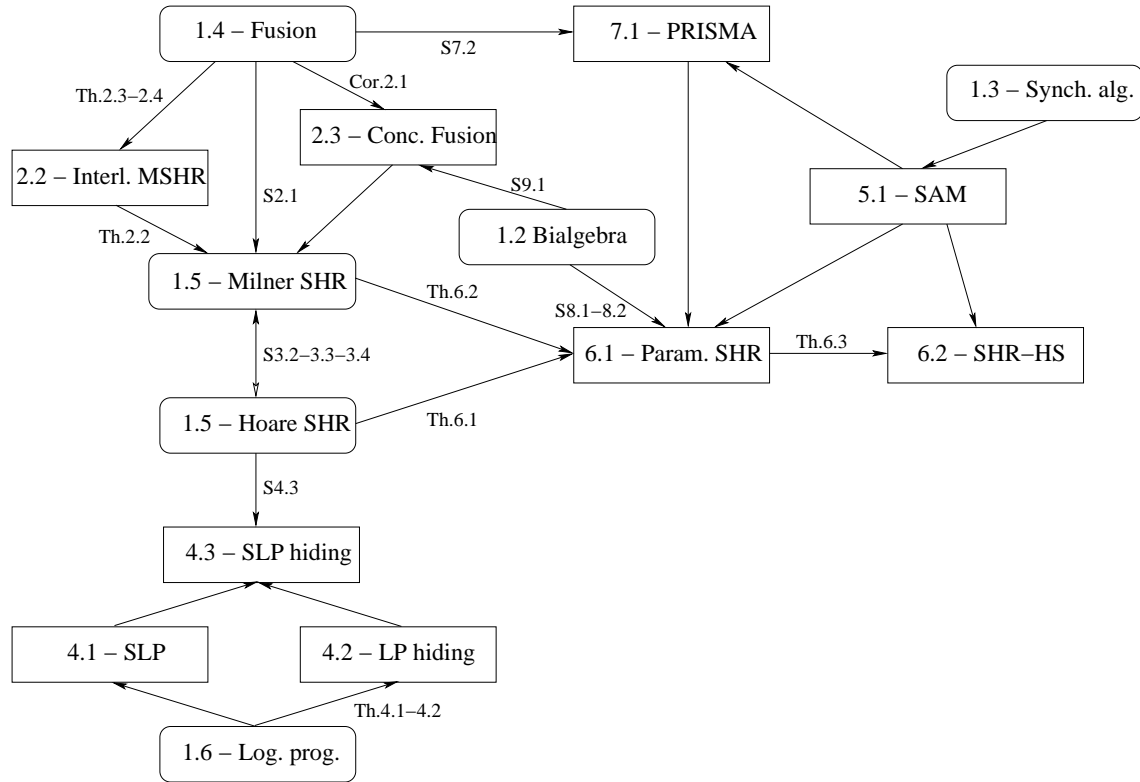 1.4 – Fusion
S7.2
7.1 – PRISMA
Th.2.3–2.4
Cor.2.1
1.3 – Synch. alg.
2.3 – Conc. Fusion
2.2 – Interl. MSHR
S2.1
S9.1
5.1 – SAM
Th.2.2
1.2 Bialgebra
1.5 – Milner SHR
Th.6.2
S8.1–8.2
S3.2–3.3–3.4
6.1 – Param. SHR
Th.6.3
6.2 – SHR–HS
1.5 – Hoare SHR
Th.6.1
S4.3
4.3 – SLP hiding
4.1 – SLP
4.2 – LP hiding
Th.4.1–4.2
1.6 – Log. prog.